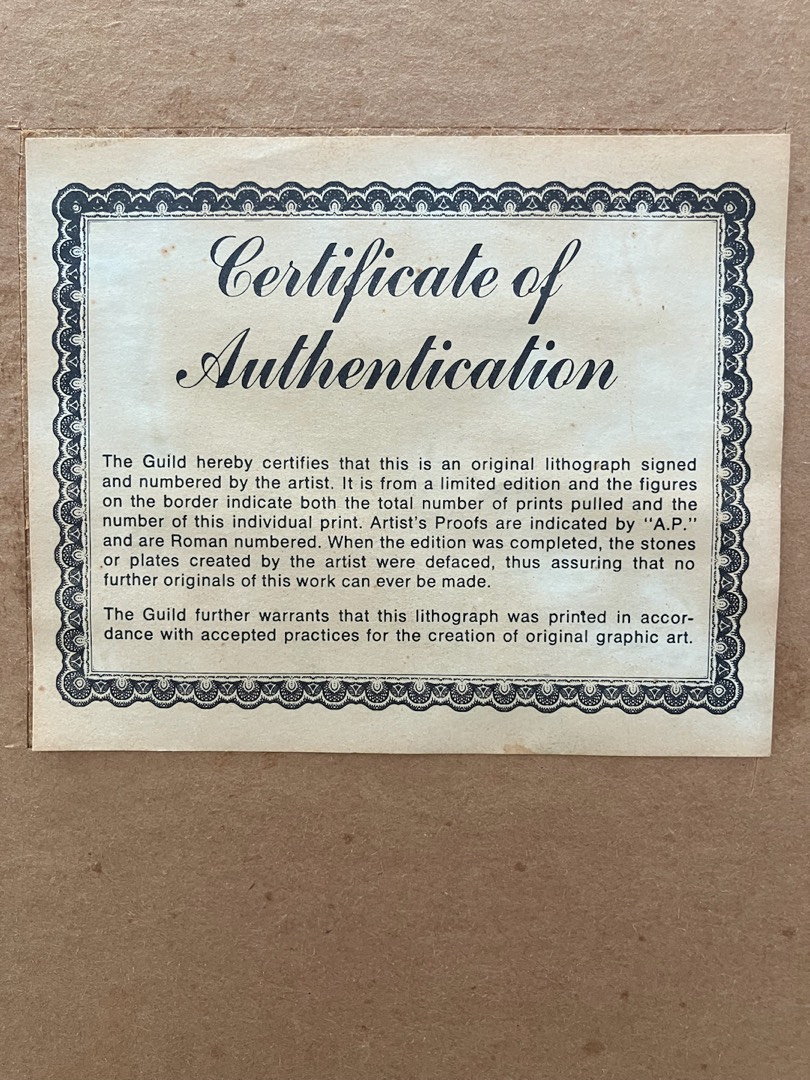 Certificate of
Authentication
The Guild hereby certifies that this is an original lithograph signed
and numbered by the artist. It is from a limited edition and the figures
on the border indicate both the total number of prints pulled and the
number of this individual print. Artist's Proofs are indicated by "A.P."
and are Roman numbered. When the edition was completed, the stones
or plates created by the artist were defaced, thus assuring that no
further originals of this work can ever be made.
The Guild further warrants that this lithograph was printed in accor-
dance with accepted practices for the creation of original graphic art.